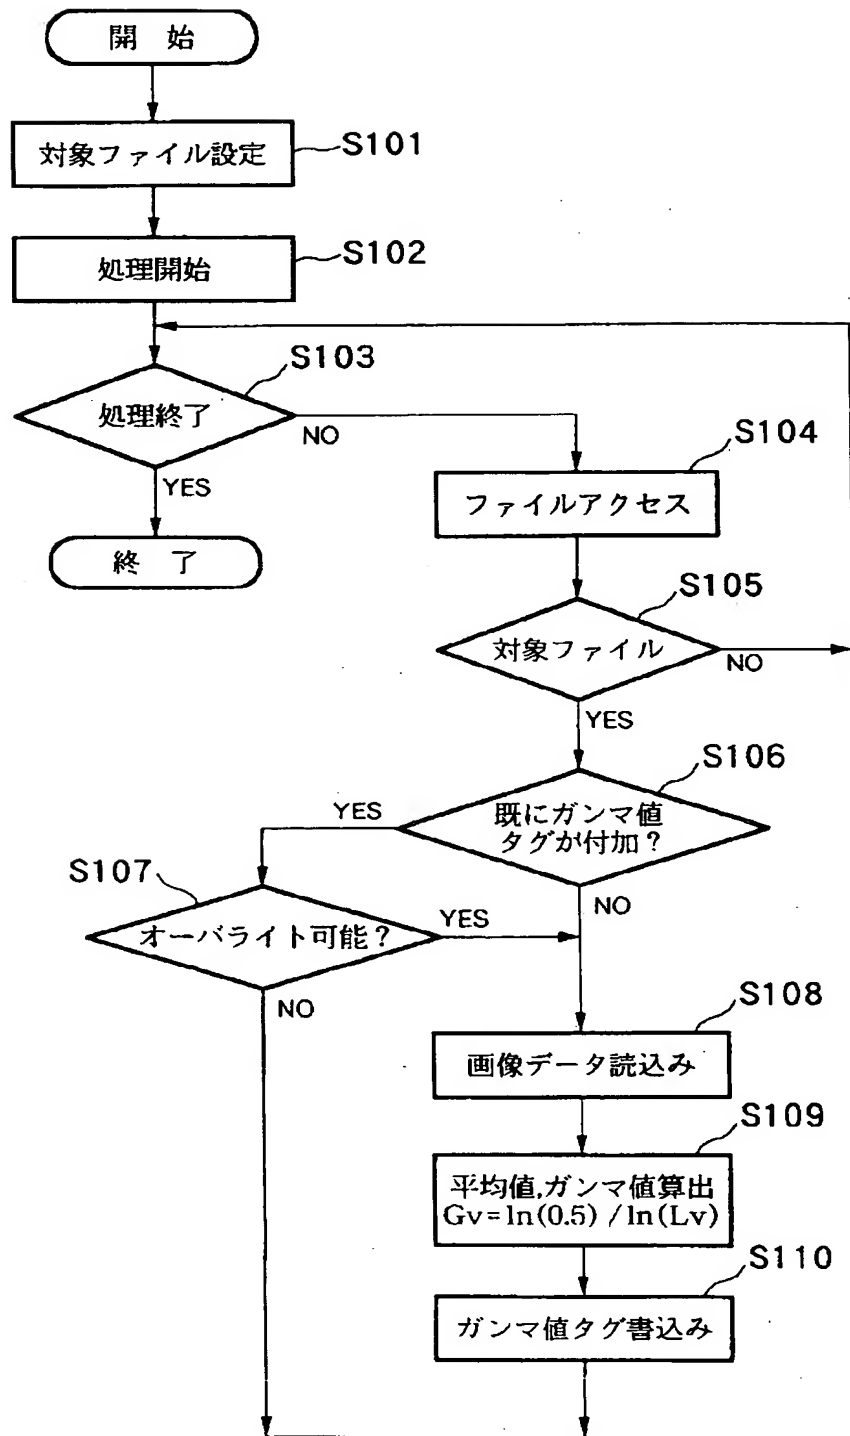 開 始
対象ファイル設定
S101
処理開始
S102
S103
処理終了
NO
YES
終 了
S104
ファイルアクセス
S105
対象ファイル
NO
YES
S106
既にガンマ値
タグが付加?
YES
NO
S107
オーバライト可能?
YES
NO
S108
画像データ読込み
S109
平均値,ガンマ値算出
Gv=ln(0.5)/ln(Lv)
S110
ガンマ値タグ書込み